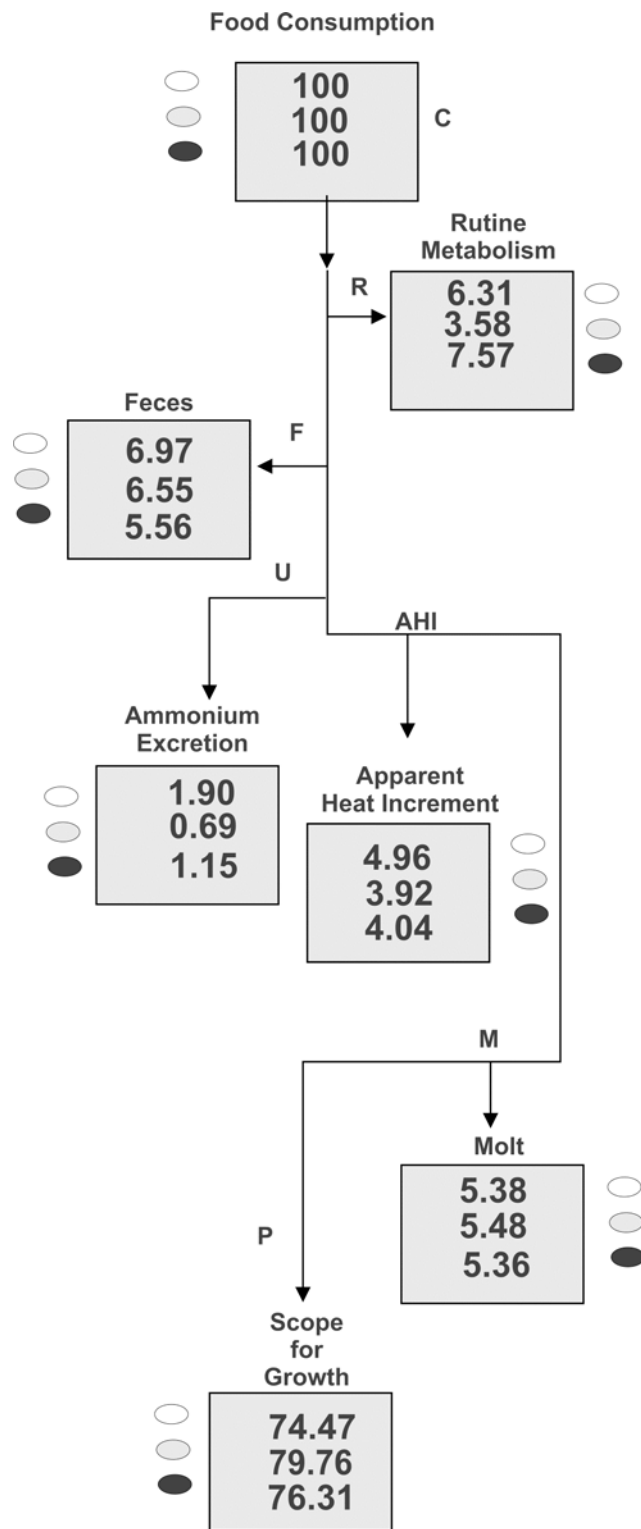 Food Consumption
100
100
100
C
Rutine
Metabolism
R
6.31
3.58
7.57
Feces
F
6.97
6.55
5.56
U
AHI
Ammonium
Excretion
1.90
0.69
1.15
Apparent
Heat Increment
4.96
3.92
4.04
M
Molt
5.38
5.48
5.36
P
Scope
for
Growth
74.47
79.76
76.31